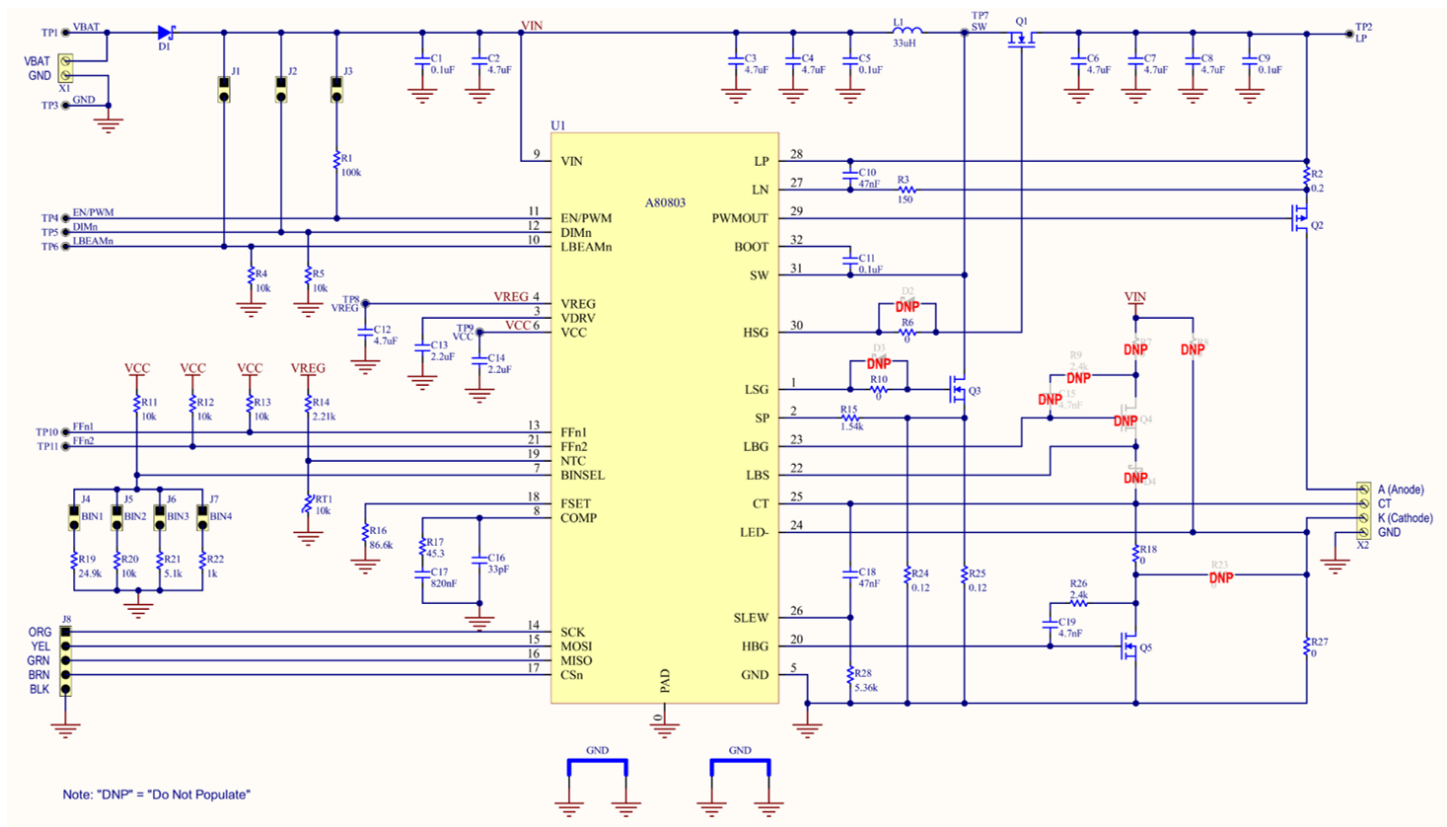 TP1 VBAT
D1
VIN
L1
33uH
TP7
SW
Q1
TP2
LP
VBAT
GND
X1
TP3 GND
J1
J2
J3
C1
0.1uF
C2
4.7uF
C3
4.7uF
C4
4.7uF
C5
0.1uF
C6
4.7uF
C7
4.7uF
C8
4.7uF
C9
0.1uF
R1
100k
U1
A80803
9 VIN
11 EN/PWM
12 DIMn
10 LBEAMn
4 VREG
3 VDRV
6 VCC
13 FFn1
21 FFn2
19 NTC
7 BINSEL
18 FSET
8 COMP
14 SCK
15 MOSI
16 MISO
17 CSn
LP 28
LN 27
PWMOUT 29
BOOT 32
SW 31
HSG 30
LSG 1
SP 2
LBG 23
LBS 22
CT 25
LED- 24
SLEW 26
HBG 20
GND 5
PAD
0
TP4 EN/PWM
TP5 DIMn
TP6 LBEAMn
R4
10k
R5
10k
TP8
VREG
VREG
C12
4.7uF
C13
2.2uF
TP9
VCC
VCC
C14
2.2uF
VCC
VCC
VCC
VREG
R11
10k
R12
10k
R13
10k
R14
2.21k
TP10 FFn1
TP11 FFn2
J4
BIN1
J5
BIN2
J6
BIN3
J7
BIN4
R19
24.9k
R20
10k
R21
5.1k
R22
1k
RT1
10k
R16
86.6k
R17
45.3
C17
820nF
C16
33pF
J8
ORG
YEL
GRN
BRN
BLK
C10
47nF
R3
150
R2
0.2
Q2
C11
0.1uF
D2
DNP
R6
0
D3
DNP
R10
0
Q3
R15
1.54k
VIN
DNP
R7
DNP
R8
R9
2.4k
DNP
C15
DNP
4.7nF
DNP
Q4
DNP
D4
A (Anode)
CT
K (Cathode)
GND
X2
R18
0
R23
DNP
C18
47nF
R24
0.12
R25
0.12
R26
2.4k
C19
4.7nF
Q5
R27
0
R28
5.36k
GND
GND
Note: "DNP" = "Do Not Populate"